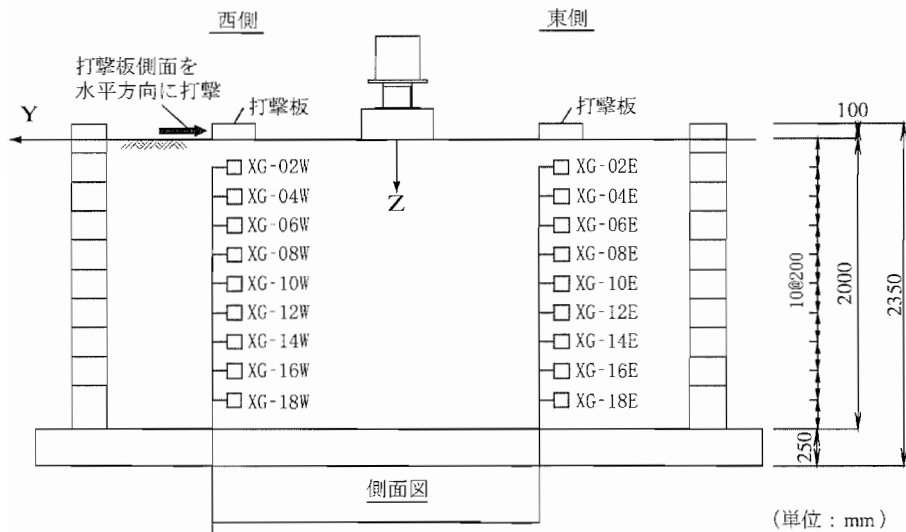 西側
東側
打撃板側面を
水平方向に打撃
打撃板
打撃板
Y
Z
100
XG-02W
XG-04W
XG-06W
XG-08W
XG-10W
XG-12W
XG-14W
XG-16W
XG-18W
XG-02E
XG-04E
XG-06E
XG-08E
XG-10E
XG-12E
XG-14E
XG-16E
XG-18E
10@200
2000
2350
250
側面図
(単位：mm)